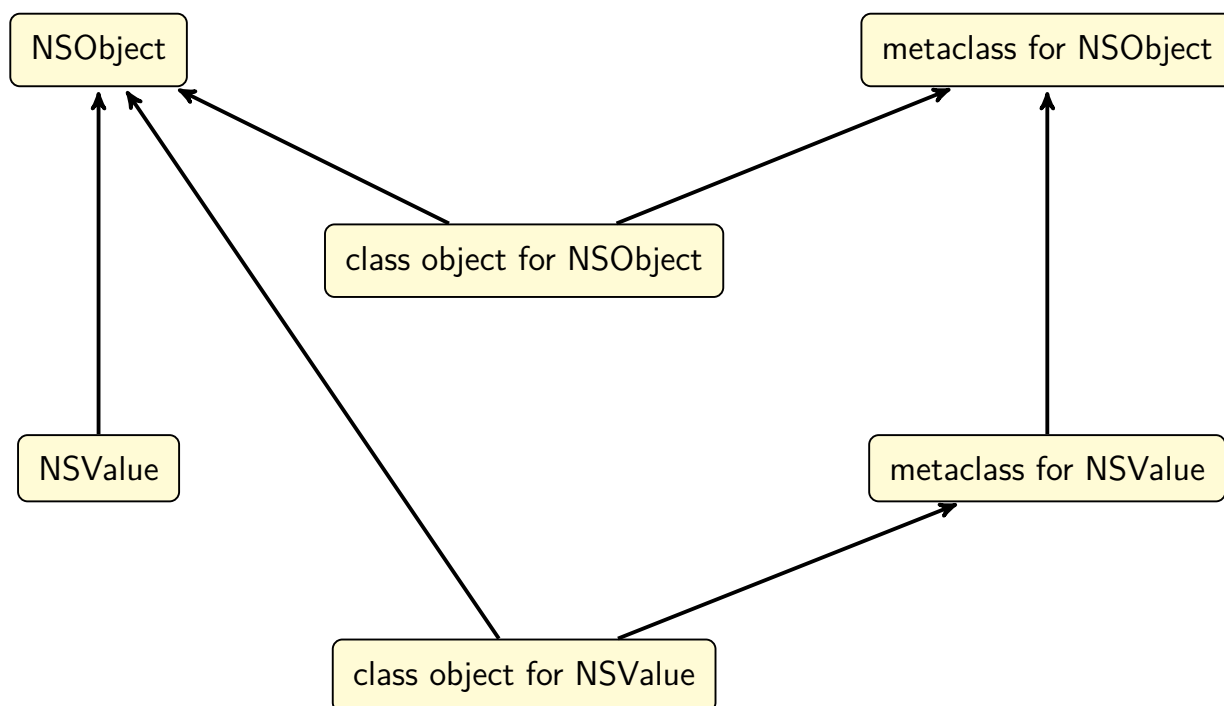 NSObject
metaclass for NSObject
class object for NSObject
NSValue
metaclass for NSValue
class object for NSValue